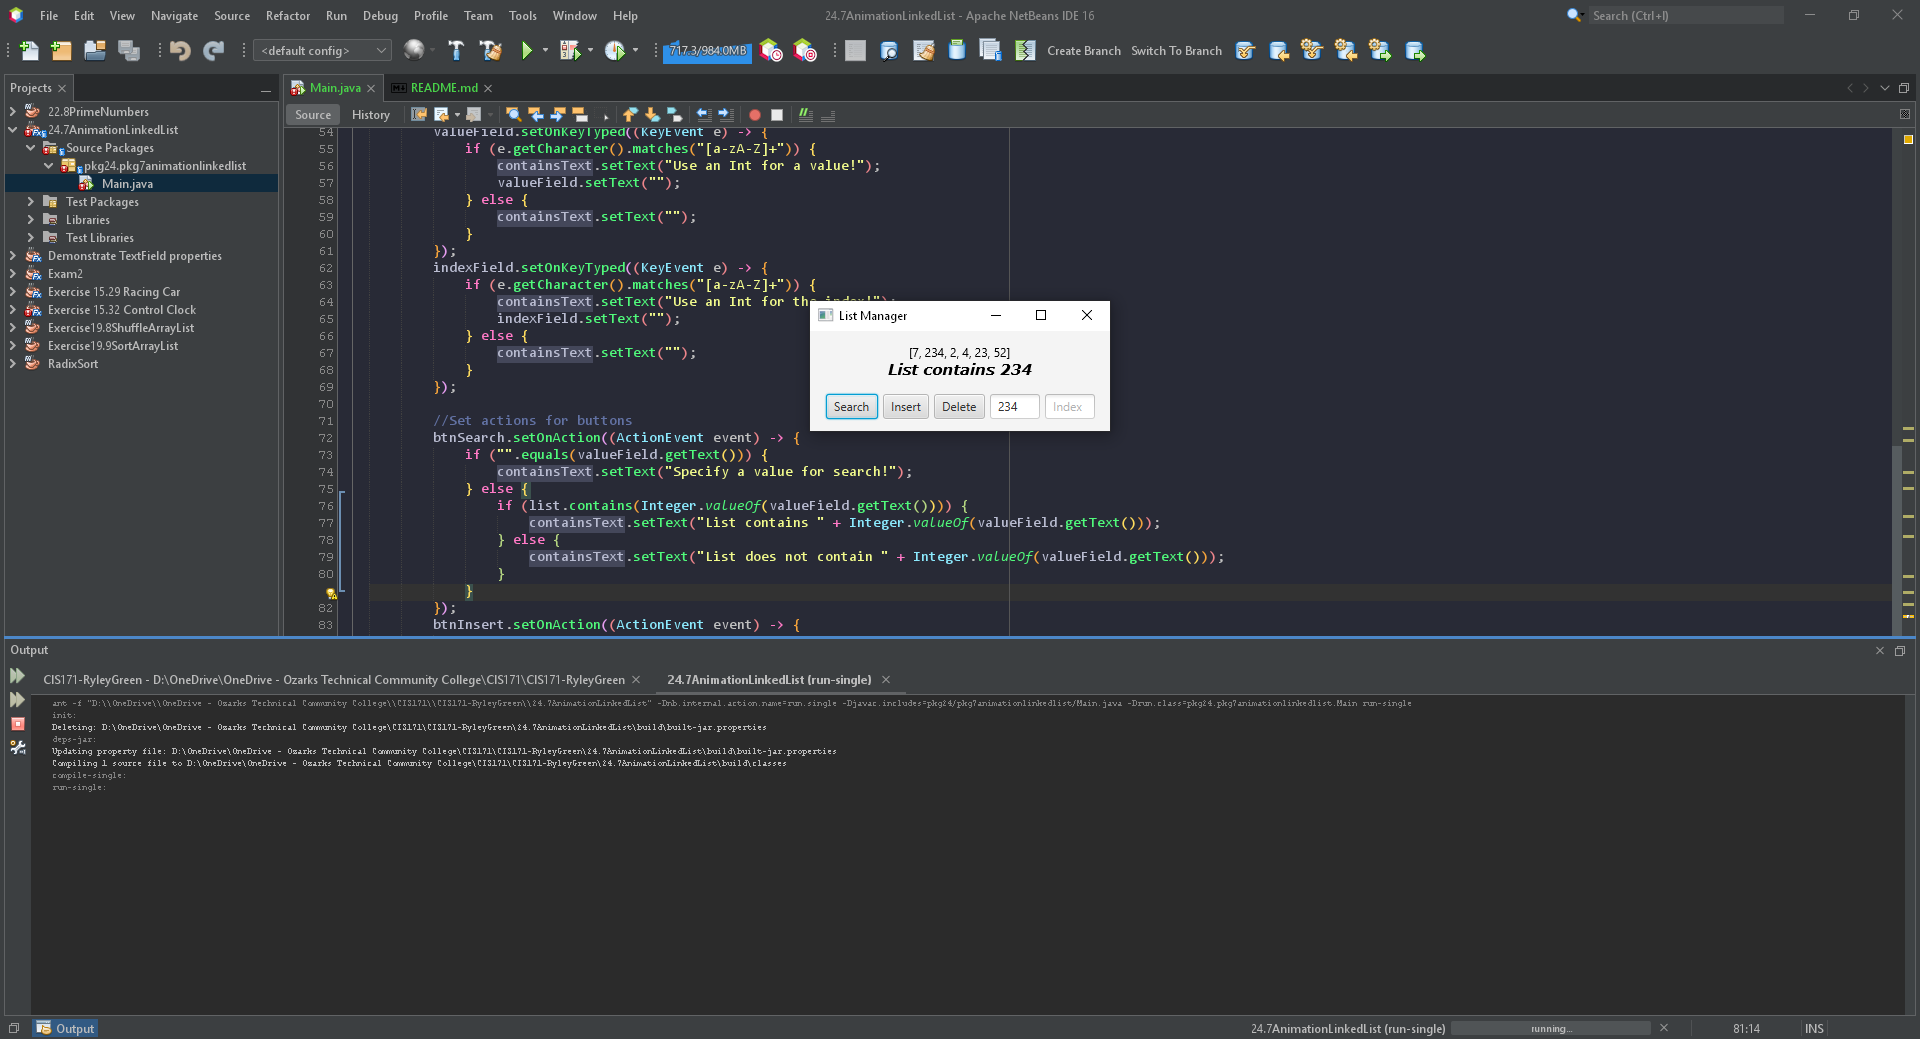 File Edit View Navigate Source Refactor Run Debug Profile Team Tools Window Help
24.7AnimationLinkedList - Apache NetBeans IDE 16
Search (Ctrl+I)
<default config>
717.3/984.0MB
Create Branch Switch To Branch
Projects
Main.java
README.md
Source History
22.8PrimeNumbers
24.7AnimationLinkedList
Source Packages
pkg24.pkg7animationlinkedlist
Main.java
Test Packages
Libraries
Test Libraries
Demonstrate TextField properties
Exam2
Exercise 15.29 Racing Car
Exercise 15.32 Control Clock
Exercise19.8ShuffleArrayList
Exercise19.9SortArrayList
RadixSort
54 valueField.setOnKeyTyped((KeyEvent e) -> {
55 if (e.getCharacter().matches("[a-zA-Z]+")) {
56 containsText.setText("Use an Int for a value!");
57 valueField.setText("");
58 } else {
59 containsText.setText("");
60 }
61 });
62 indexField.setOnKeyTyped((KeyEvent e) -> {
63 if (e.getCharacter().matches("[a-zA-Z]+")) {
64 containsText.setText("Use an Int for the index!");
65 indexField.setText("");
66 } else {
67 containsText.setText("");
68 }
69 });
70
71 //Set actions for buttons
72 btnSearch.setOnAction((ActionEvent event) -> {
73 if ("".equals(valueField.getText())) {
74 containsText.setText("Specify a value for search!");
75 } else {
76 if (list.contains(Integer.valueOf(valueField.getText()))) {
77 containsText.setText("List contains " + Integer.valueOf(valueField.getText()));
78 } else {
79 containsText.setText("List does not contain " + Integer.valueOf(valueField.getText()));
80 }
}
82 });
83 btnInsert.setOnAction((ActionEvent event) -> {
List Manager
[7, 234, 2, 4, 23, 52]
List contains 234
Search Insert Delete 234 Index
Output
CIS171-RyleyGreen - D:\OneDrive\OneDrive - Ozarks Technical Community College\CIS171\CIS171-RyleyGreen
24.7AnimationLinkedList (run-single)
ant -f "D:\\OneDrive\\OneDrive - Ozarks Technical Community College\\CIS171\\CIS171-RyleyGreen\\24.7AnimationLinkedList" -Dnb.internal.action.name=run.single -Djavac.includes=pkg24/pkg7animationlinkedlist/Main.java -Drun.class=pkg24.pkg7animationlinkedlist.Main run-single
init:
Deleting: D:\OneDrive\OneDrive - Ozarks Technical Community College\CIS171\CIS171-RyleyGreen\24.7AnimationLinkedList\build\built-jar.properties
deps-jar:
Updating property file: D:\OneDrive\OneDrive - Ozarks Technical Community College\CIS171\CIS171-RyleyGreen\24.7AnimationLinkedList\build\built-jar.properties
Compiling 1 source file to D:\OneDrive\OneDrive - Ozarks Technical Community College\CIS171\CIS171-RyleyGreen\24.7AnimationLinkedList\build\classes
compile-single:
run-single:
Output
24.7AnimationLinkedList (run-single)
running...
81:14
INS